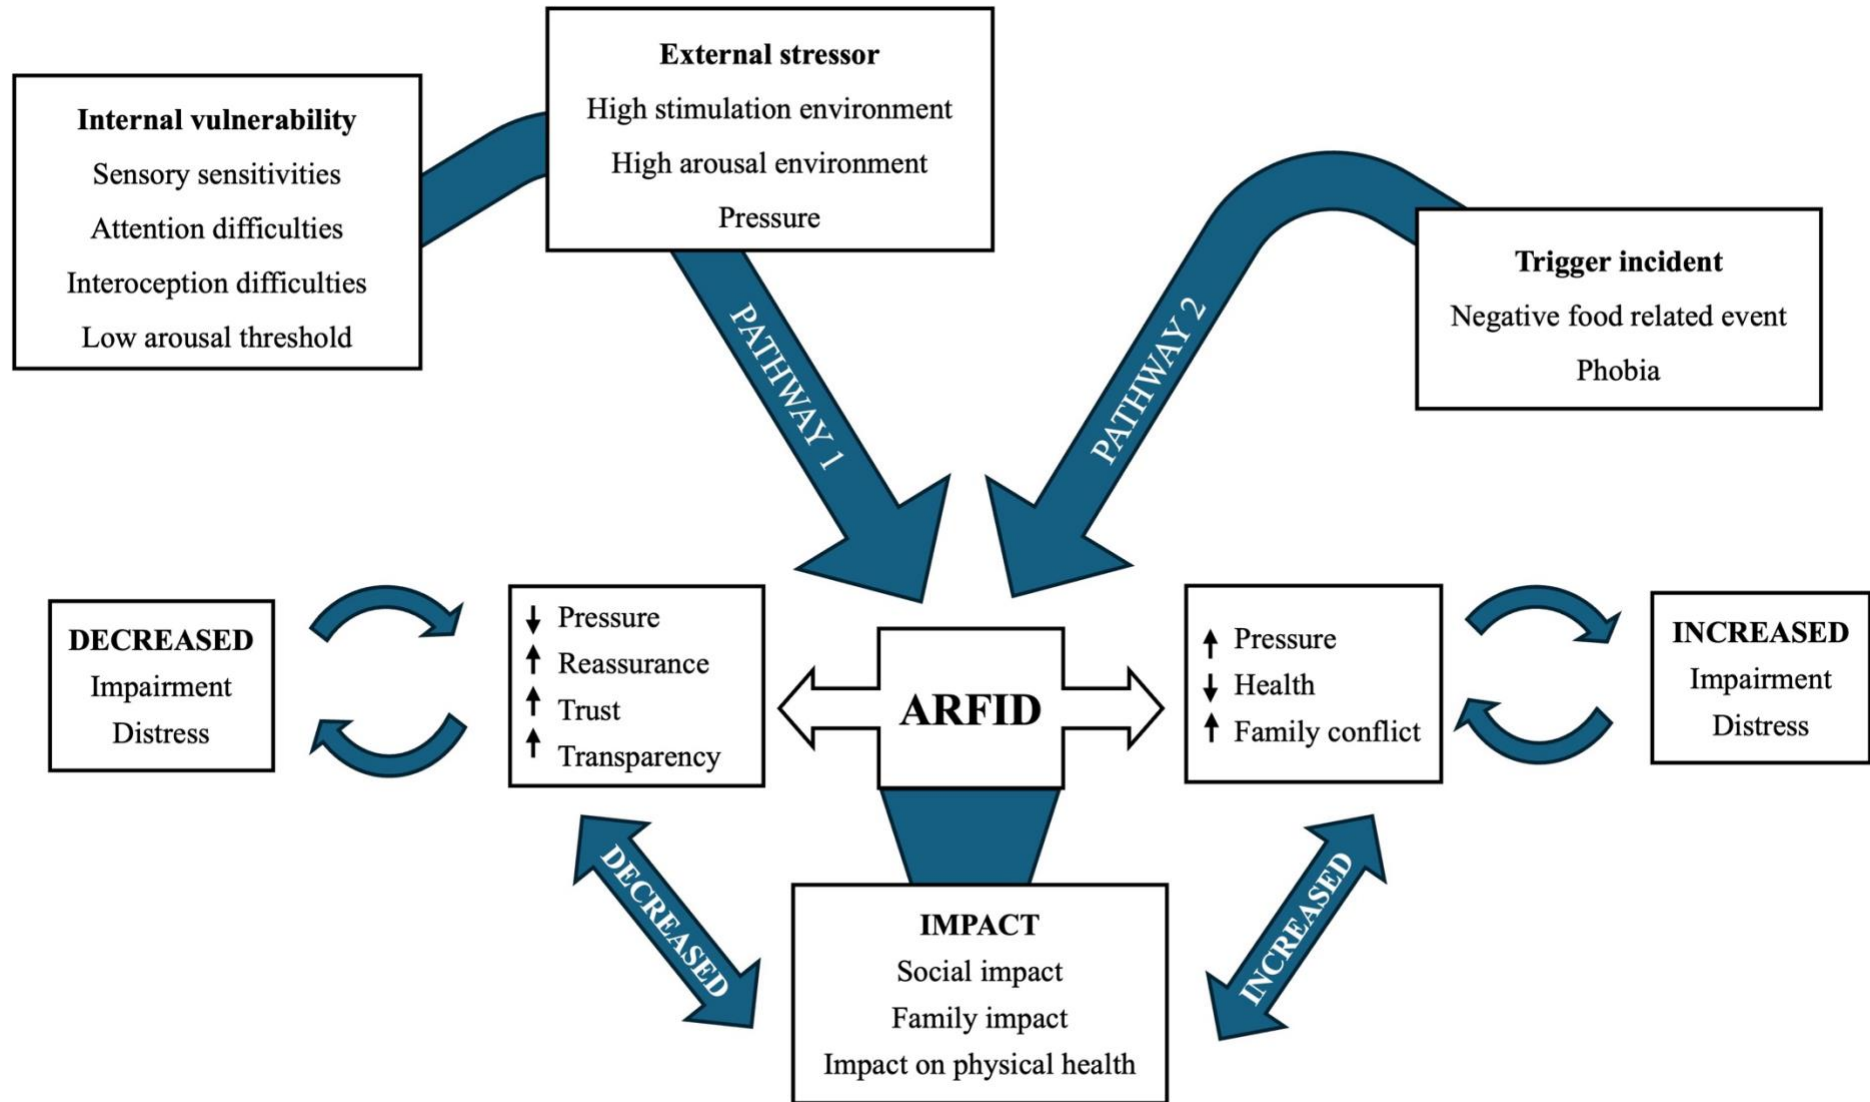 External stressor
High stimulation environment
High arousal environment
Pressure
Internal vulnerability
Sensory sensitivities
Attention difficulties
Interoception difficulties
Low arousal threshold
Trigger incident
Negative food related event
Phobia
PATHWAY 1
PATHWAY 2
DECREASED
Impairment
Distress
↓ Pressure
↑ Reassurance
↑ Trust
↑ Transparency
ARFID
↑ Pressure
↓ Health
↑ Family conflict
INCREASED
Impairment
Distress
DECREASED
INCREASED
IMPACT
Social impact
Family impact
Impact on physical health